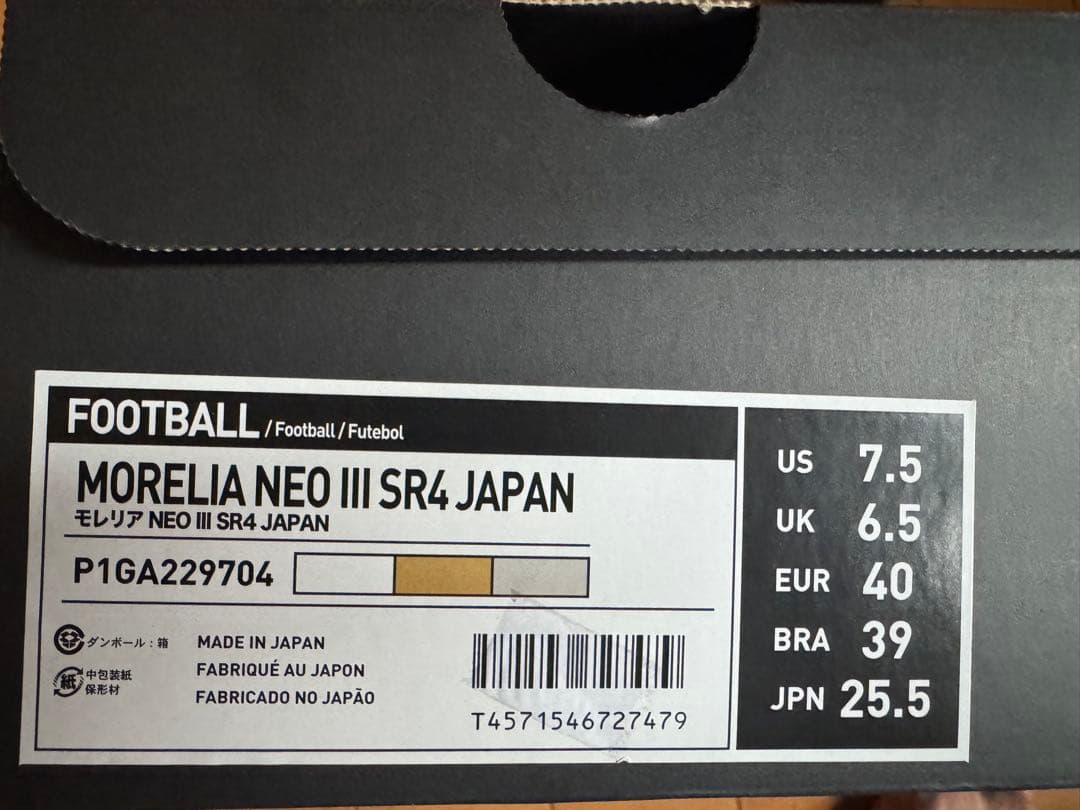 FOOTBALL /Football/Futebol
MORELIA NEO III SR4 JAPAN
モレリア NEO III SR4 JAPAN
P1GA229704
ダンボール：箱
紙 中包装紙
保形材
MADE IN JAPAN
FABRIQUÉ AU JAPON
FABRICADO NO JAPÃO
T4571546727479
US 7.5
UK 6.5
EUR 40
BRA 39
JPN 25.5